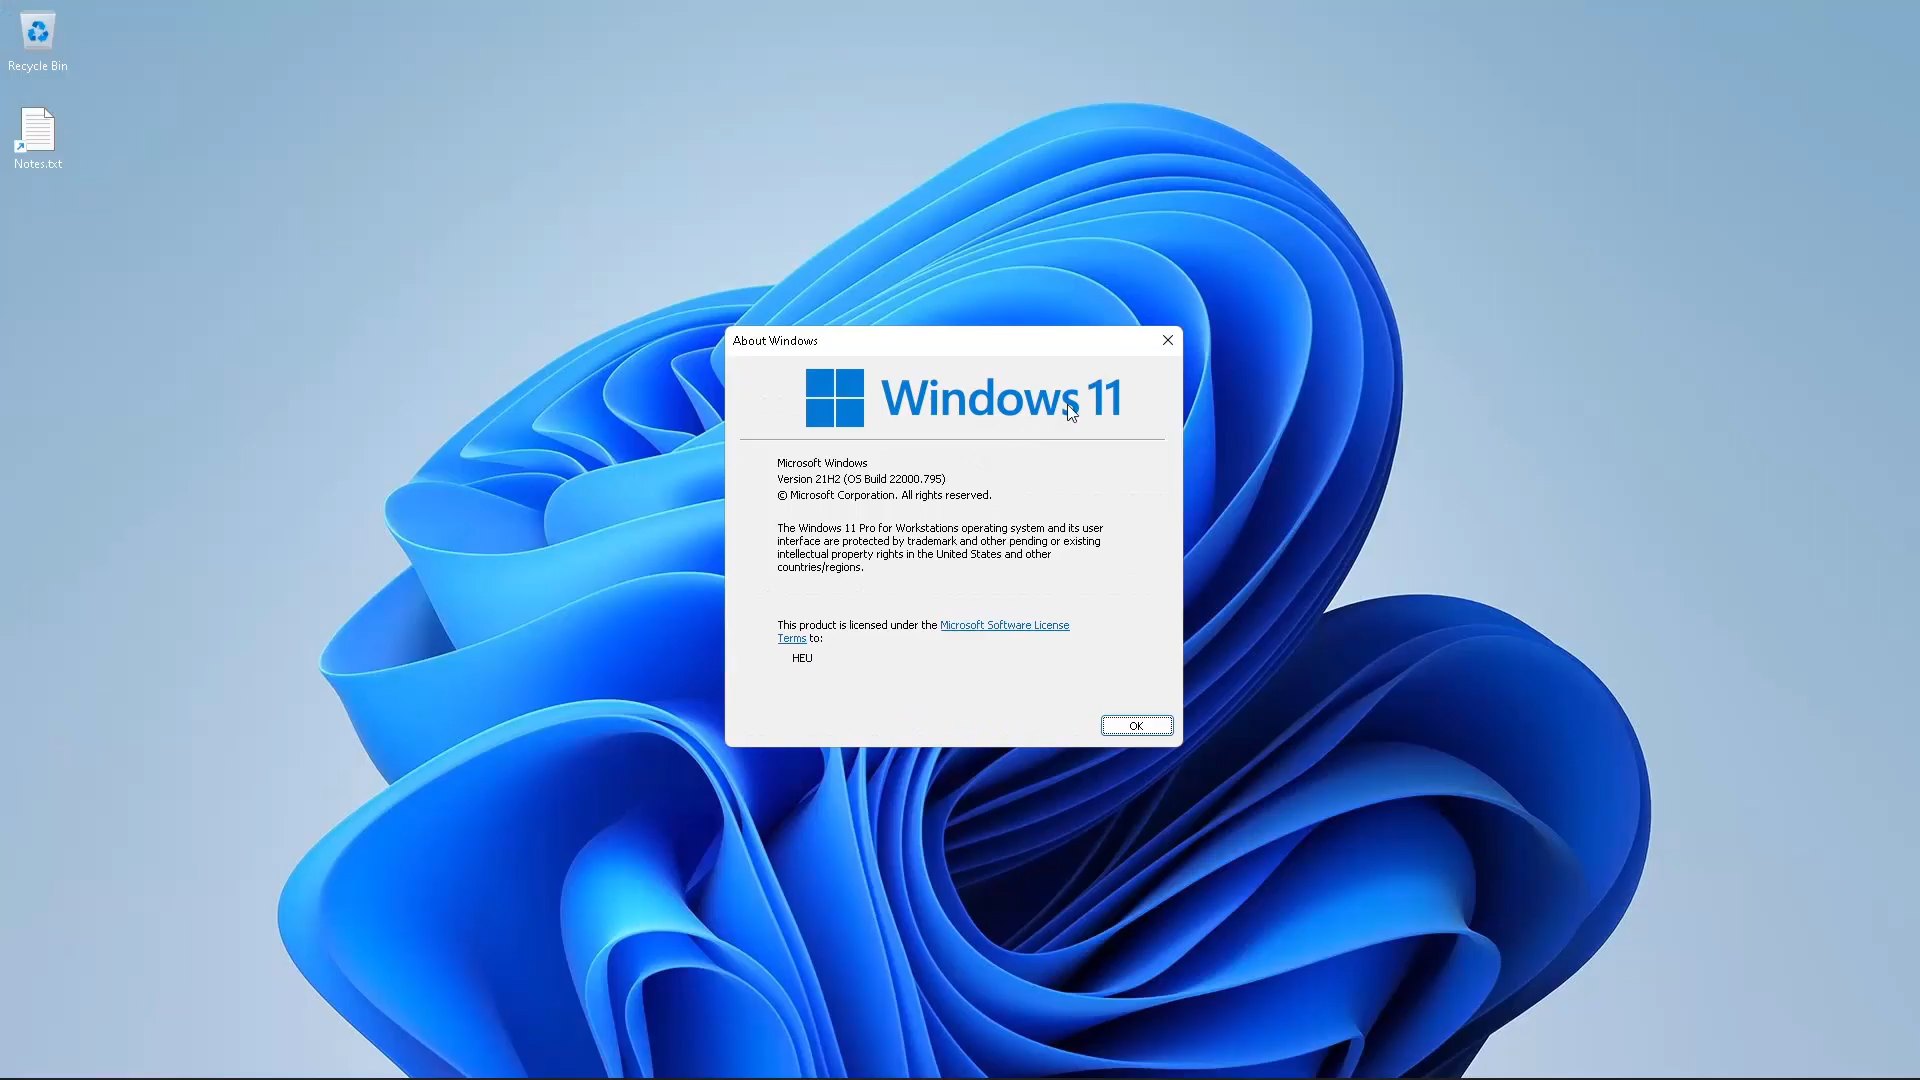 Recycle Bin
Notes.txt
About Windows
Windows 11
Microsoft Windows
Version 21H2 (OS Build 22000.795)
© Microsoft Corporation. All rights reserved.
The Windows 11 Pro for Workstations operating system and its user
interface are protected by trademark and other pending or existing
intellectual property rights in the United States and other
countries/regions.
This product is licensed under the Microsoft Software License
Terms to:
HEU
OK